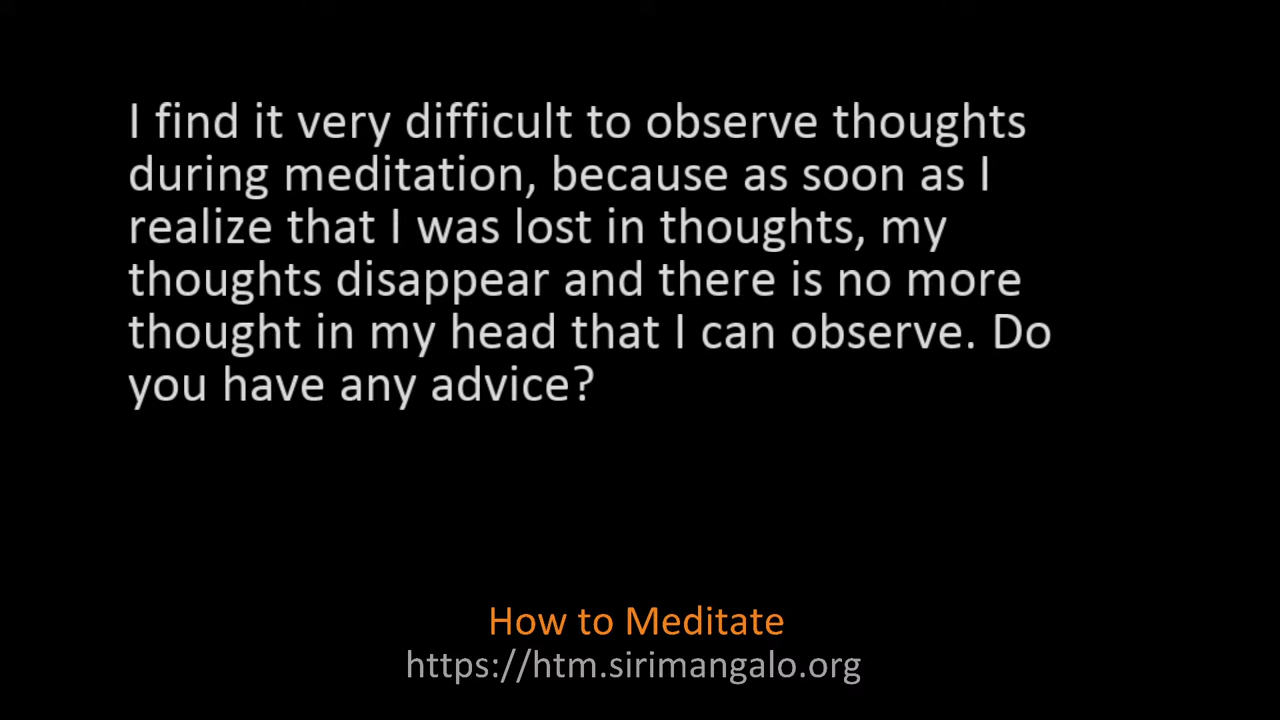 I find it very difficult to observe thoughts
during meditation, because as soon as I
realize that I was lost in thoughts, my
thoughts disappear and there is no more
thought in my head that I can observe. Do
you have any advice?
How to Meditate
https://htm.sirimangalo.org